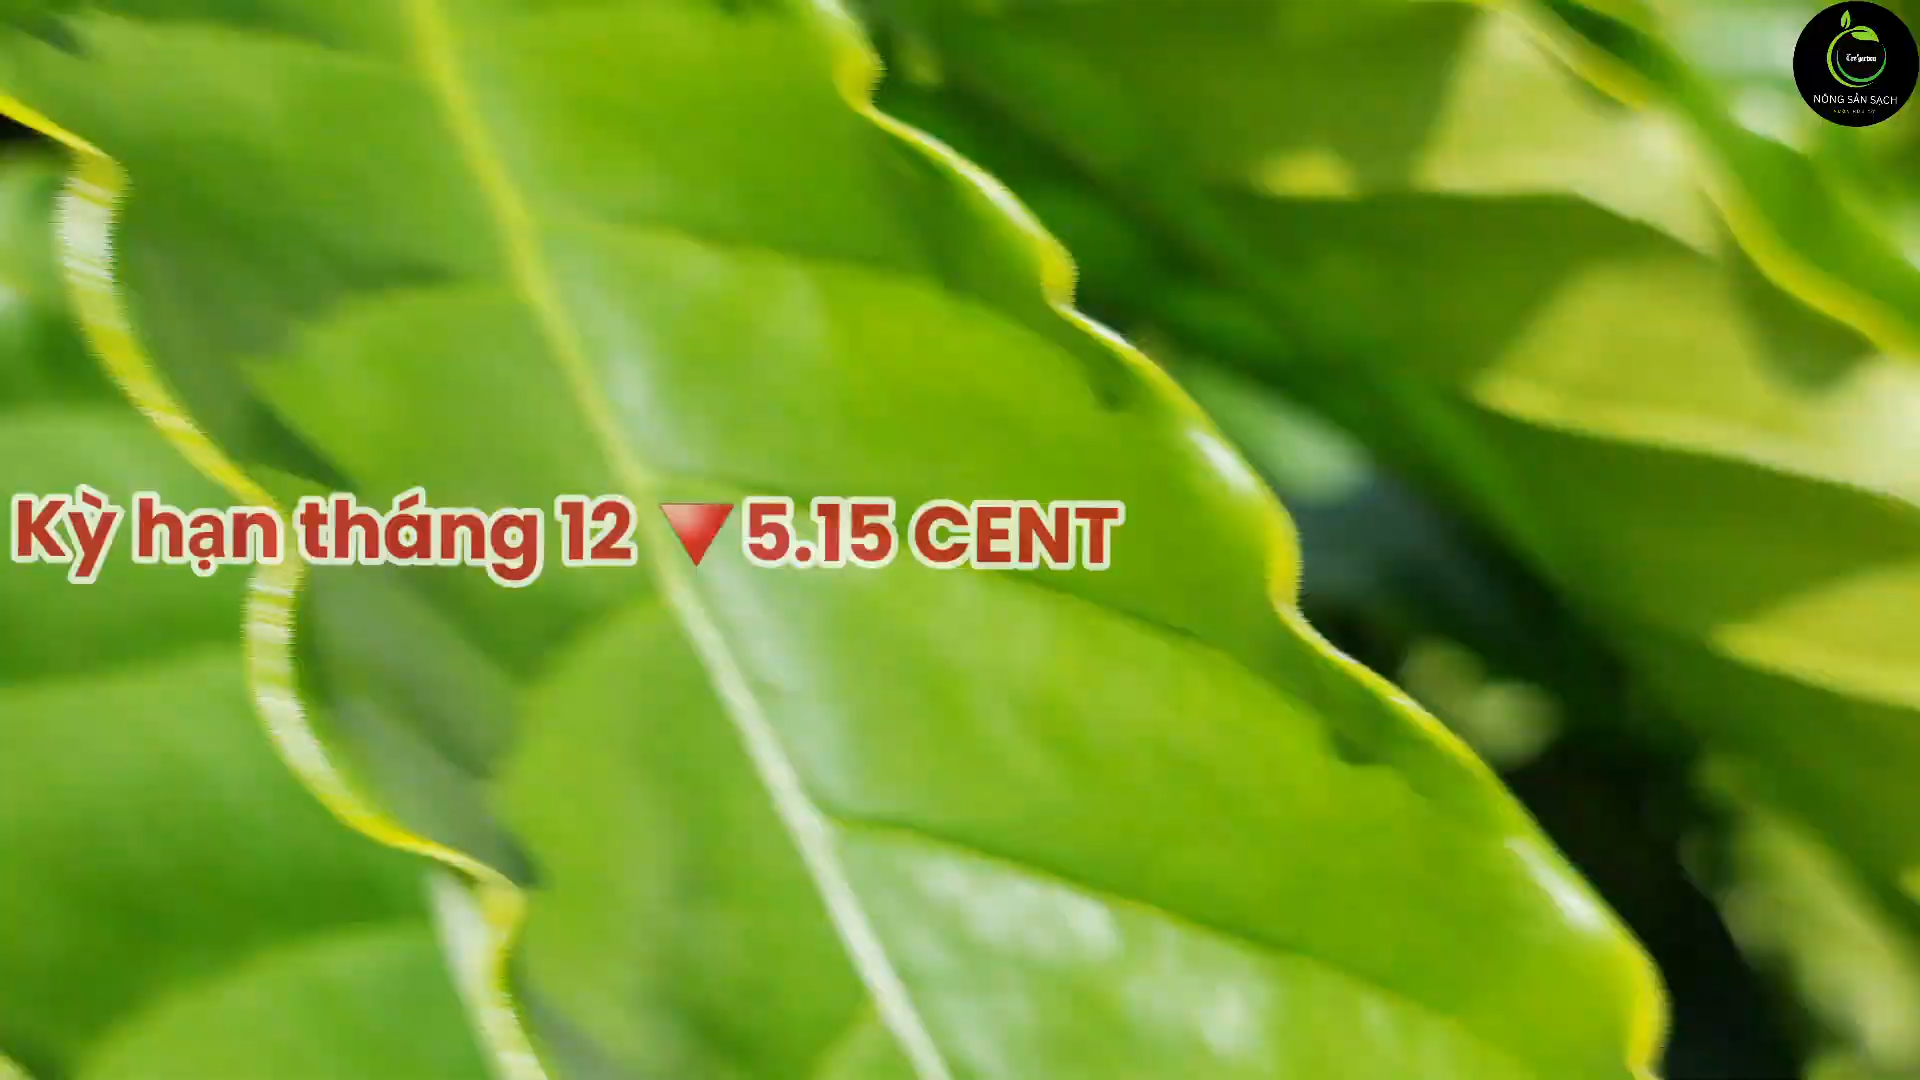 NÔNG SẢN SẠCH
Kỳ hạn tháng 12 🔻5.15 CENT